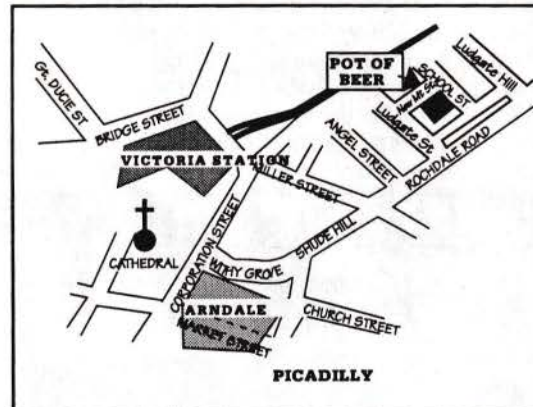 Gt. DUCIE ST
BRIDGE STREET
POT OF
BEER
SCHOOL ST
Ludgate Hill
New Mt St
Ludgate St
ANGEL STREET
ROCHDALE ROAD
VICTORIA STATION
MILLER STREET
SHUDE HILL
CATHEDRAL
CORPORATION STREET
WITHY GROVE
ARNDALE
MARKET STREET
CHURCH STREET
PICADILLY